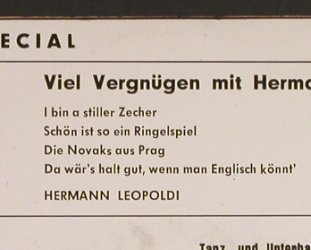 ECIAL
Viel Vergnügen mit Hermo
I bin a stiller Zecher
Schön ist so ein Ringelspiel
Die Novaks aus Prag
Da wär's halt gut, wenn man Englisch könnt'
HERMANN LEOPOLDI
Tanz und Unterha